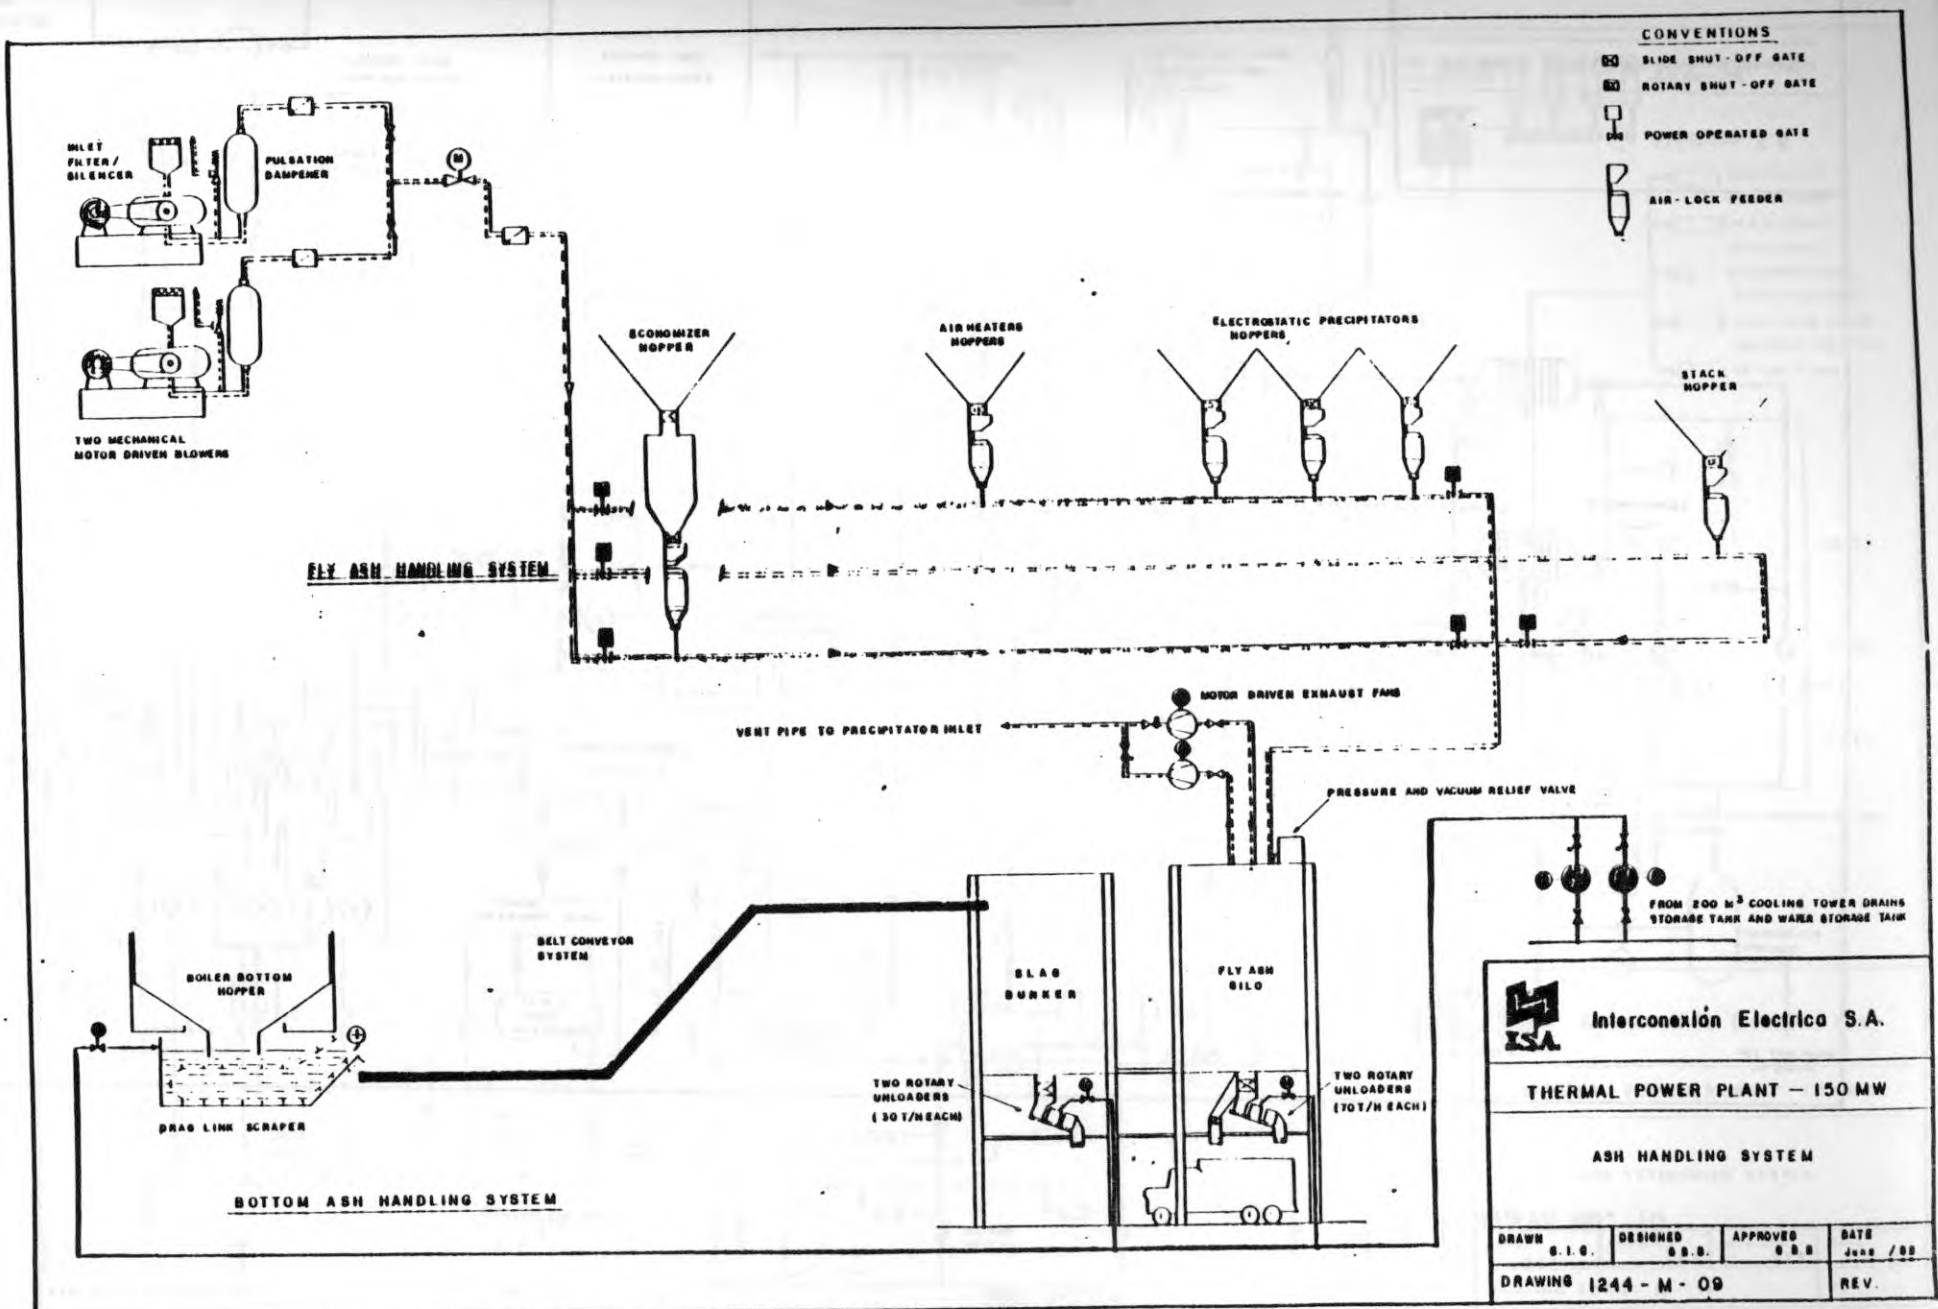 CONVENTIONS
SLIDE SHUT-OFF GATE
ROTARY SHUT-OFF GATE
POWER OPERATED GATE
AIR-LOCK FEEDER
INLET
FILTER/
SILENCER
PULSATION
DAMPENER
M
TWO MECHANICAL
MOTOR DRIVEN BLOWERS
ECONOMIZER
HOPPER
AIR HEATERS
HOPPERS
ELECTROSTATIC PRECIPITATORS
HOPPERS
STACK
HOPPER
FLY ASH HANDLING SYSTEM
MOTOR DRIVEN EXHAUST FANS
VENT PIPE TO PRECIPITATOR INLET
PRESSURE AND VACUUM RELIEF VALVE
FROM 200 M³ COOLING TOWER DRAINS
STORAGE TANK AND WATER STORAGE TANK
BELT CONVEYOR
SYSTEM
BOILER BOTTOM
HOPPER
SLAG
BUNKER
FLY ASH
SILO
TWO ROTARY
UNLOADERS
(30 T/H EACH)
TWO ROTARY
UNLOADERS
(70 T/H EACH)
DRAG LINK SCRAPER
BOTTOM ASH HANDLING SYSTEM
I.S.A.
Interconexión Electrica S.A.
THERMAL POWER PLANT — 150 MW
ASH HANDLING SYSTEM
DRAWN
DESIGNED
APPROVED
DATE
June
DRAWING 1244-M-09
REV.